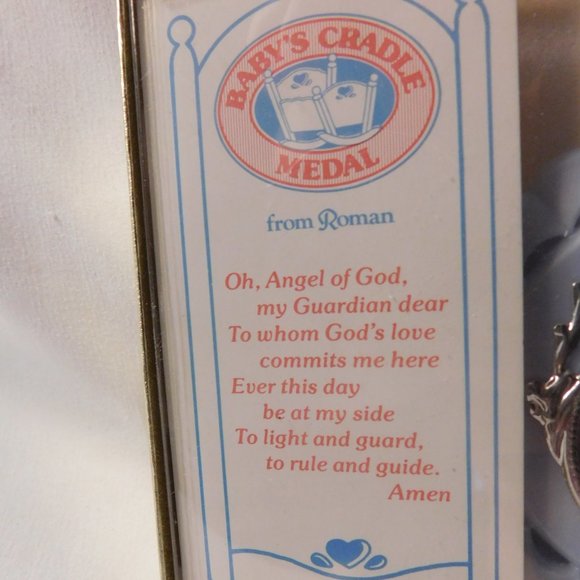 BABY'S CRADLE
MEDAL
from Roman
Oh, Angel of God,
my Guardian dear
To whom God's love
commits me here
Ever this day
be at my side
To light and guard,
to rule and guide.
Amen